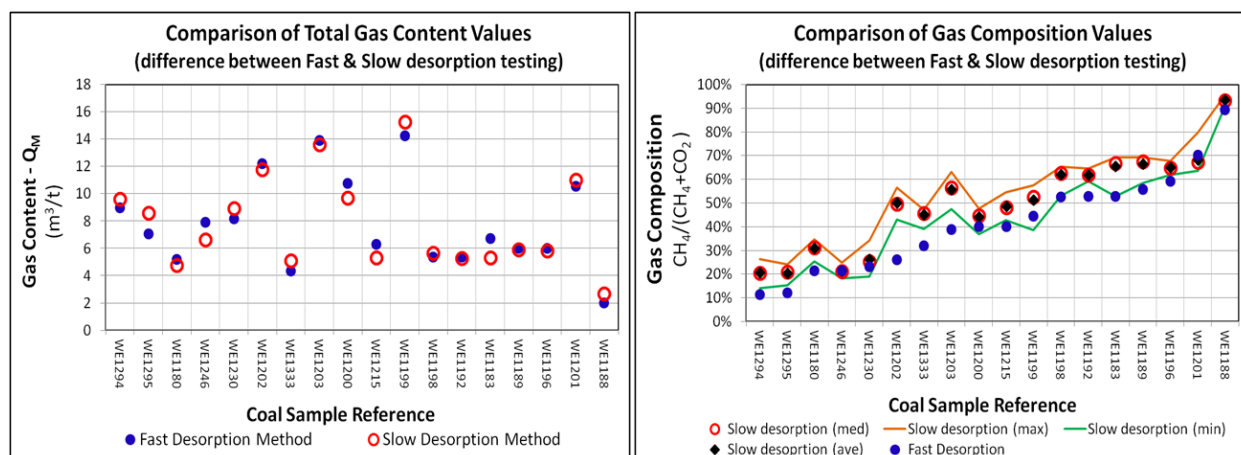 Comparison of Total Gas Content Values
(difference between Fast & Slow desorption testing)
Gas Content - QM
(m³/t)
18
16
14
12
10
8
6
4
2
0
WE1294
WE1295
WE1180
WE1246
WE1230
WE1202
WE1333
WE1203
WE1200
WE1215
WE1199
WE1198
WE1192
WE1183
WE1189
WE1196
WE1201
WE1188
Coal Sample Reference
Fast Desorption Method
Slow Desorption Method
Comparison of Gas Composition Values
(difference between Fast & Slow desorption testing)
Gas Composition
CH₄/(CH₄+CO₂)
100%
90%
80%
70%
60%
50%
40%
30%
20%
10%
0%
WE1294
WE1295
WE1180
WE1246
WE1230
WE1202
WE1333
WE1203
WE1200
WE1215
WE1199
WE1198
WE1192
WE1183
WE1189
WE1196
WE1201
WE1188
Coal Sample Reference
Slow desorption (med) Slow desorption (max) Slow desorption (min)
Slow desorption (ave) Fast Desorption